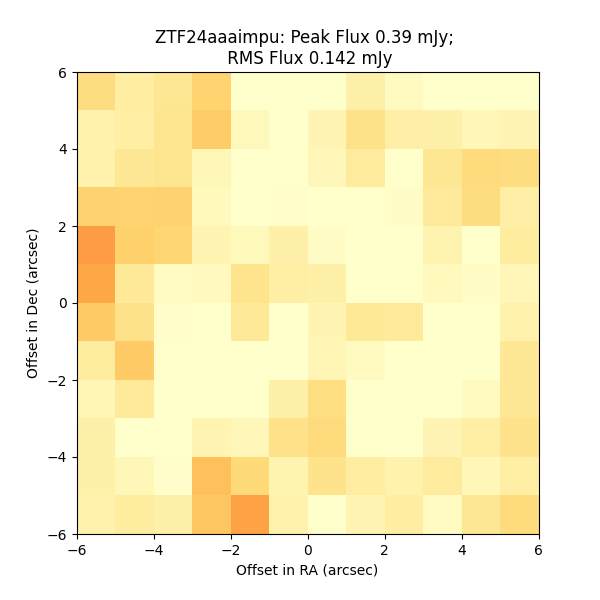 ZTF24aaaimpu: Peak Flux 0.39 mJy;
RMS Flux 0.142 mJy
6
4
2
0
−2
−4
−6
Offset in Dec (arcsec)
−6 −4 −2 0 2 4 6
Offset in RA (arcsec)